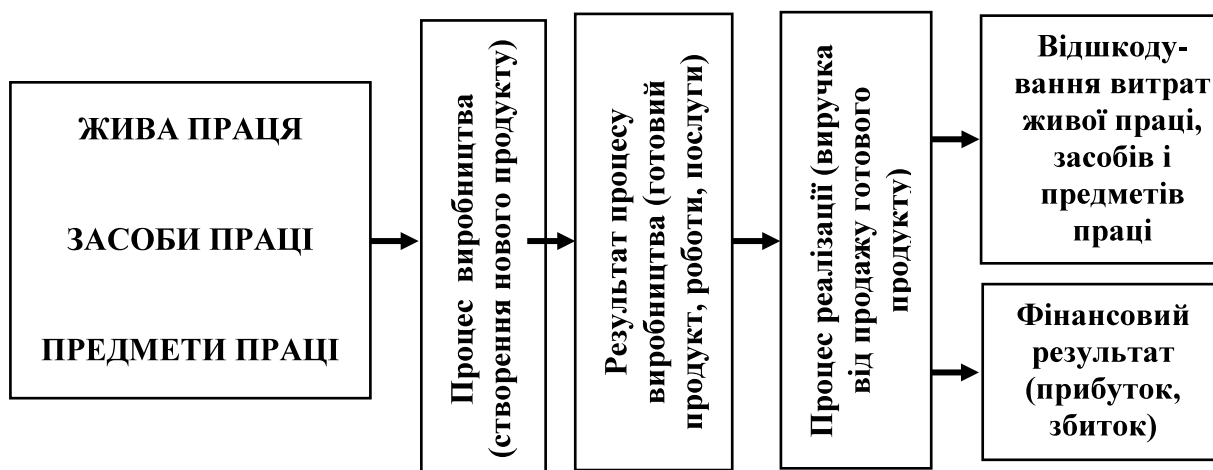 ЖИВА ПРАЦЯ
ЗАСОБИ ПРАЦІ
ПРЕДМЕТИ ПРАЦІ
Процес виробництва
(створення нового продукту)
Результат процесу
виробництва (готовий
продукт, роботи, послуги)
Процес реалізації (виручка
від продажу готового
продукту)
Відшкоду-
вання витрат
живої праці,
засобів і
предметів
праці
Фінансовий
результат
(прибуток,
збиток)